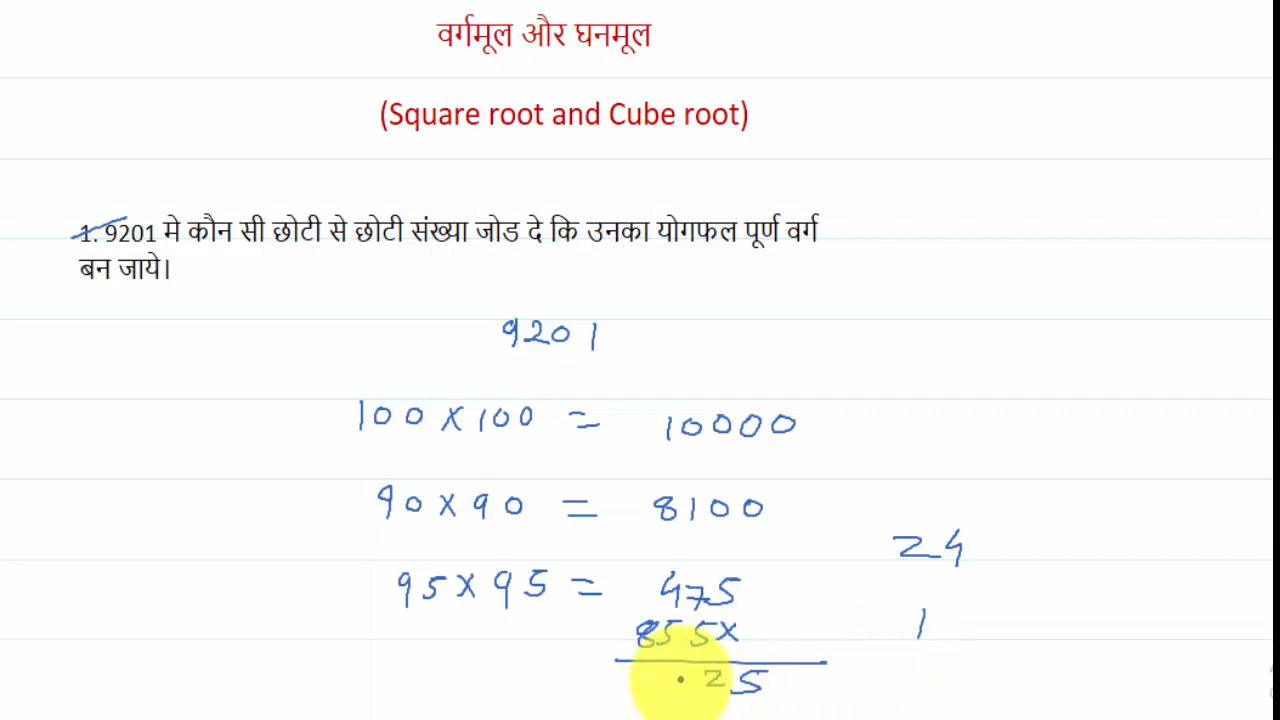 वर्गमूल और घनमूल
(Square root and Cube root)
1. 9201 मे कौन सी छोटी से छोटी संख्या जोड दे कि उनका योगफल पूर्ण वर्ग
बन जाये।
9201
100 × 100 = 10000
90 × 90 = 8100
24
95 × 95 = 475
855×
1
25